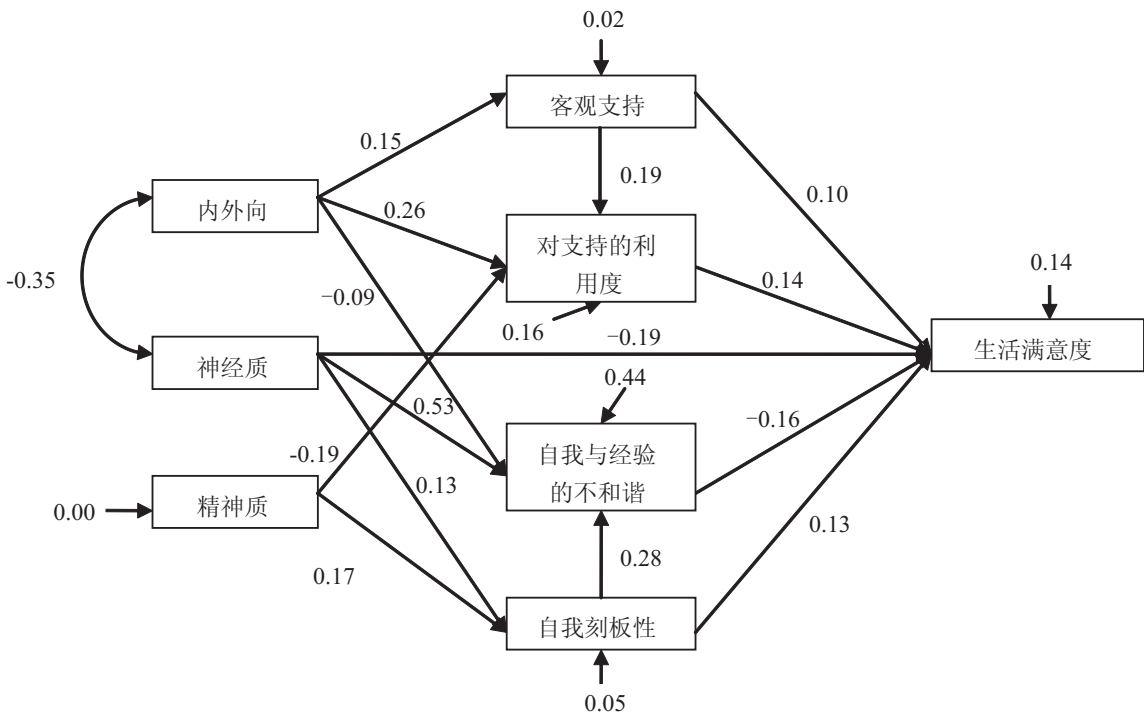 0.02
客观支持
0.15
0.19
0.10
内外向
0.26
对支持的利
用度
-0.35
−0.09
0.14
0.14
0.16
−0.19
生活满意度
神经质
0.44
0.53
−0.16
自我与经验
的不和谐
-0.19
0.13
精神质
0.00
0.13
0.28
0.17
自我刻板性
0.05